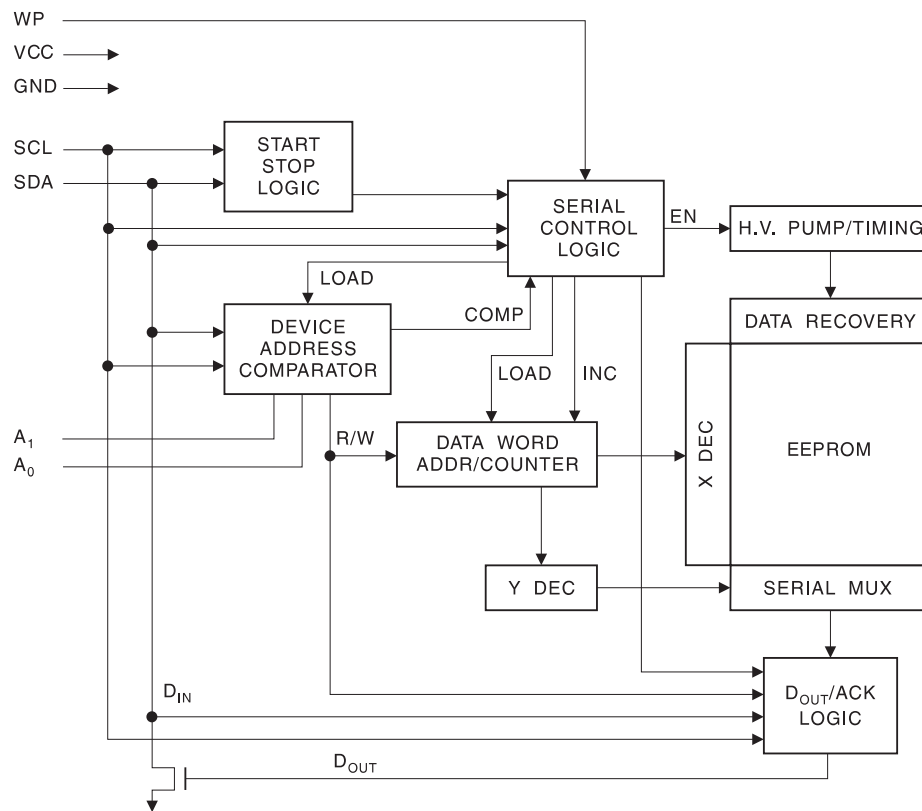 WP
VCC
GND
SCL
SDA
START
STOP
LOGIC
SERIAL
CONTROL
LOGIC
EN
H.V. PUMP/TIMING
LOAD
COMP
DEVICE
ADDRESS
COMPARATOR
DATA RECOVERY
LOAD
INC
A1
A0
R/W
DATA WORD
ADDR/COUNTER
X DEC
EEPROM
Y DEC
SERIAL MUX
DIN
DOUT/ACK
LOGIC
DOUT